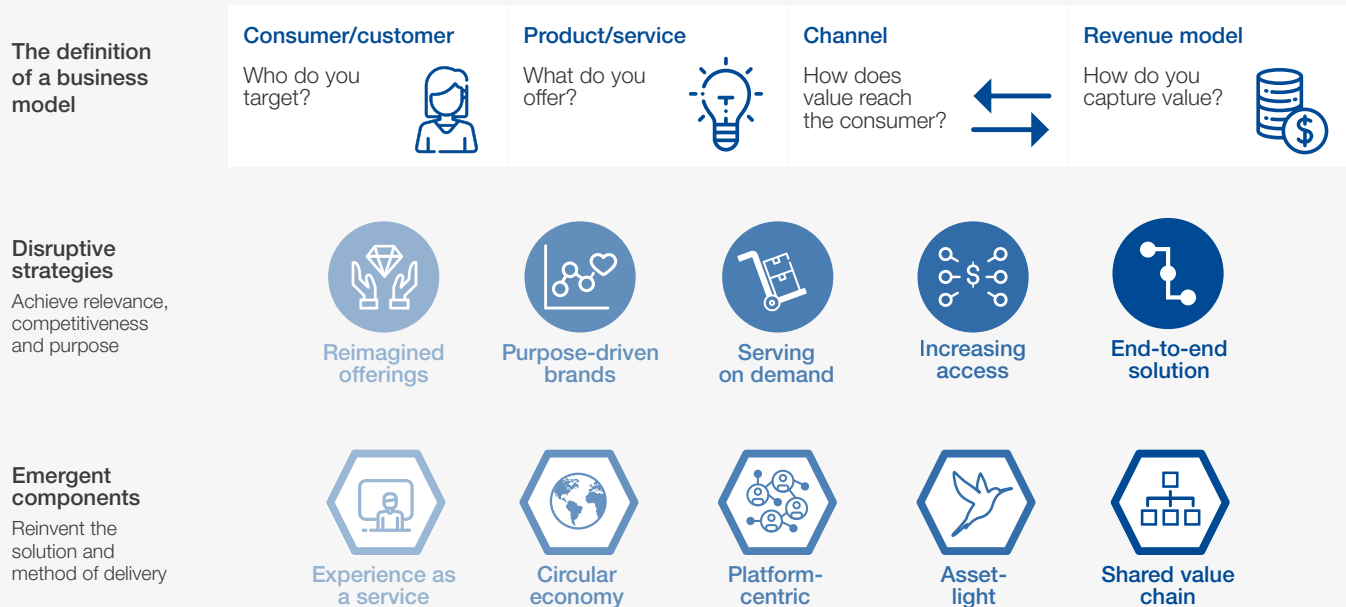 The definition
of a business
model
Consumer/customer
Who do you
target?
Product/service
What do you
offer?
Channel
How does
value reach
the consumer?
Revenue model
How do you
capture value?
$
Disruptive
strategies
Achieve relevance,
competitiveness
and purpose
$
Reimagined
offerings
Purpose-driven
brands
Serving
on demand
Increasing
access
End-to-end
solution
Emergent
components
Reinvent the
solution and
method of delivery
Experience as
a service
Circular
economy
Platform-
centric
Asset-
light
Shared value
chain